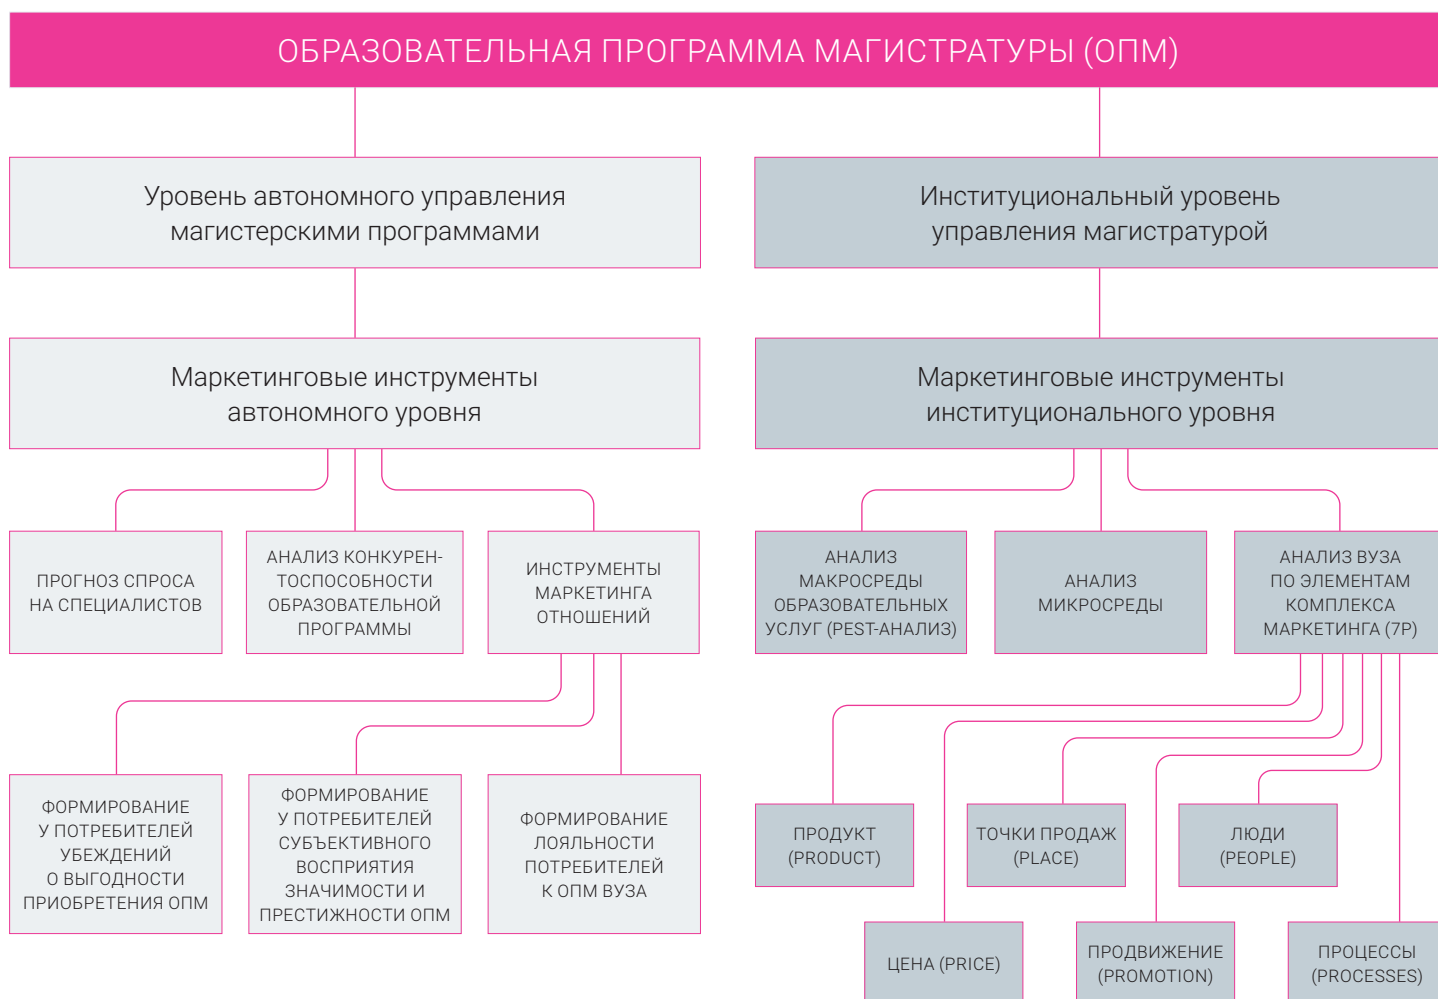 ОБРАЗОВАТЕЛЬНАЯ ПРОГРАММА МАГИСТРАТУРЫ (ОПМ)
Уровень автономного управления
магистерскими программами
Институциональный уровень
управления магистратурой
Маркетинговые инструменты
автономного уровня
Маркетинговые инструменты
институционального уровня
ПРОГНОЗ СПРОСА
НА СПЕЦИАЛИСТОВ
АНАЛИЗ КОНКУРЕН-
ТОСПОСОБНОСТИ
ОБРАЗОВАТЕЛЬНОЙ
ПРОГРАММЫ
ИНСТРУМЕНТЫ
МАРКЕТИНГА
ОТНОШЕНИЙ
АНАЛИЗ
МАКРОСРЕДЫ
ОБРАЗОВАТЕЛЬНЫХ
УСЛУГ (PEST-АНАЛИЗ)
АНАЛИЗ
МИКРОСРЕДЫ
АНАЛИЗ ВУЗА
ПО ЭЛЕМЕНТАМ
КОМПЛЕКСА
МАРКЕТИНГА (7P)
ФОРМИРОВАНИЕ
У ПОТРЕБИТЕЛЕЙ
УБЕЖДЕНИЙ
О ВЫГОДНОСТИ
ПРИОБРЕТЕНИЯ ОПМ
ФОРМИРОВАНИЕ
У ПОТРЕБИТЕЛЕЙ
СУБЪЕКТИВНОГО
ВОСПРИЯТИЯ
ЗНАЧИМОСТИ И
ПРЕСТИЖНОСТИ ОПМ
ФОРМИРОВАНИЕ
ЛОЯЛЬНОСТИ
ПОТРЕБИТЕЛЕЙ
К ОПМ ВУЗА
ПРОДУКТ
(PRODUCT)
ТОЧКИ ПРОДАЖ
(PLACE)
ЛЮДИ
(PEOPLE)
ЦЕНА (PRICE)
ПРОДВИЖЕНИЕ
(PROMOTION)
ПРОЦЕССЫ
(PROCESSES)